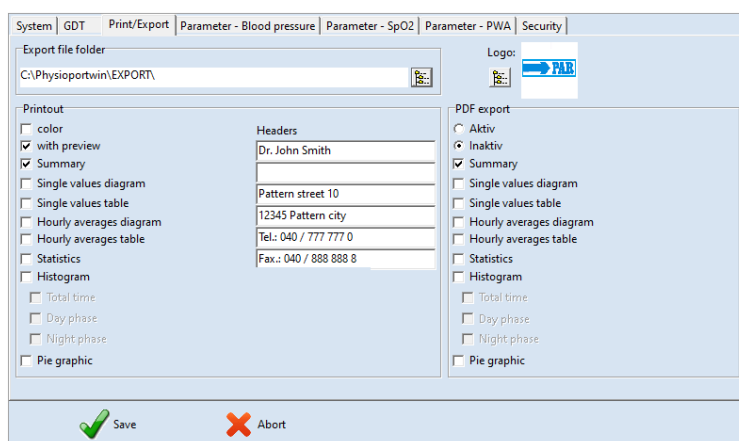 System GDT Print/Export Parameter - Blood pressure Parameter - SpO2 Parameter - PWA Security
Export file folder
C:\Physioportwin\EXPORT\
Logo:
PAR
Printout
color
with preview
Summary
Single values diagram
Single values table
Hourly averages diagram
Hourly averages table
Statistics
Histogram
Total time
Day phase
Night phase
Pie graphic
Headers
Dr. John Smith
Pattern street 10
12345 Pattern city
Tel.: 040 / 777 777 0
Fax.: 040 / 888 888 8
PDF export
Aktiv
Inaktiv
Summary
Single values diagram
Single values table
Hourly averages diagram
Hourly averages table
Statistics
Histogram
Total time
Day phase
Night phase
Pie graphic
Save Abort